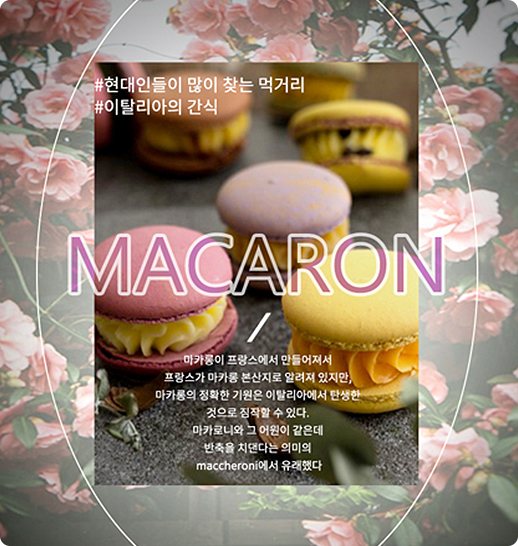 #현대인들이 많이 찾는 먹거리
#이탈리아의 간식
MACARON
/
마카롱이 프랑스에서 만들어져서
프랑스가 마카롱 본산지로 알려져 있지만,
마카롱의 정확한 기원은 이탈리아에서 탄생한
것으로 짐작할 수 있다.
마카로니와 그 어원이 같은데
반축을 치댄다는 의미의
maccheroni에서 유래했다